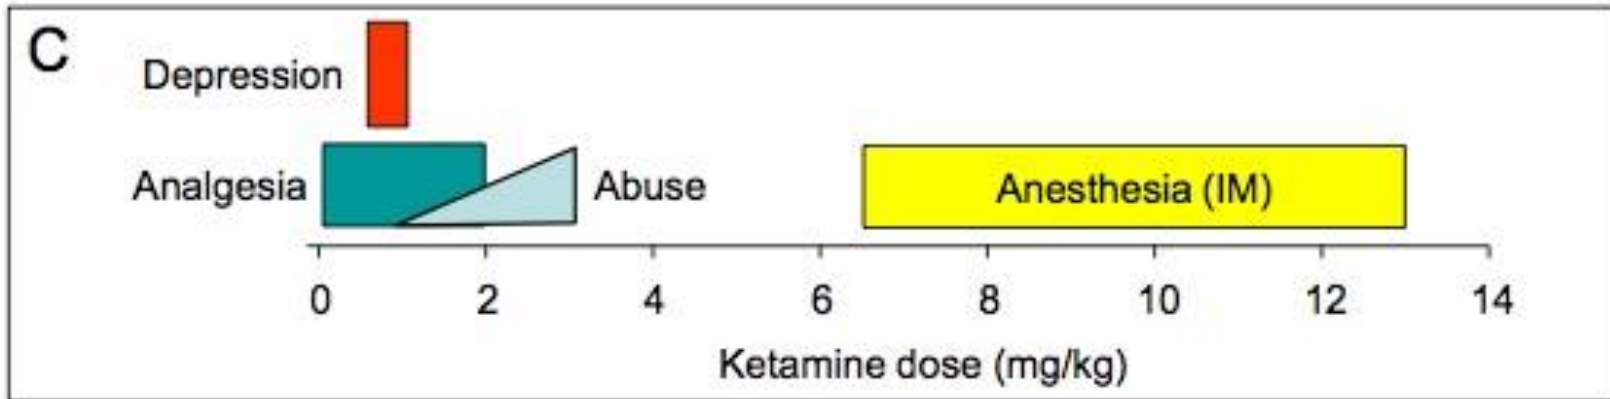 C
Depression
Analgesia
Abuse
Anesthesia (IM)
0 2 4 6 8 10 12 14
Ketamine dose (mg/kg)